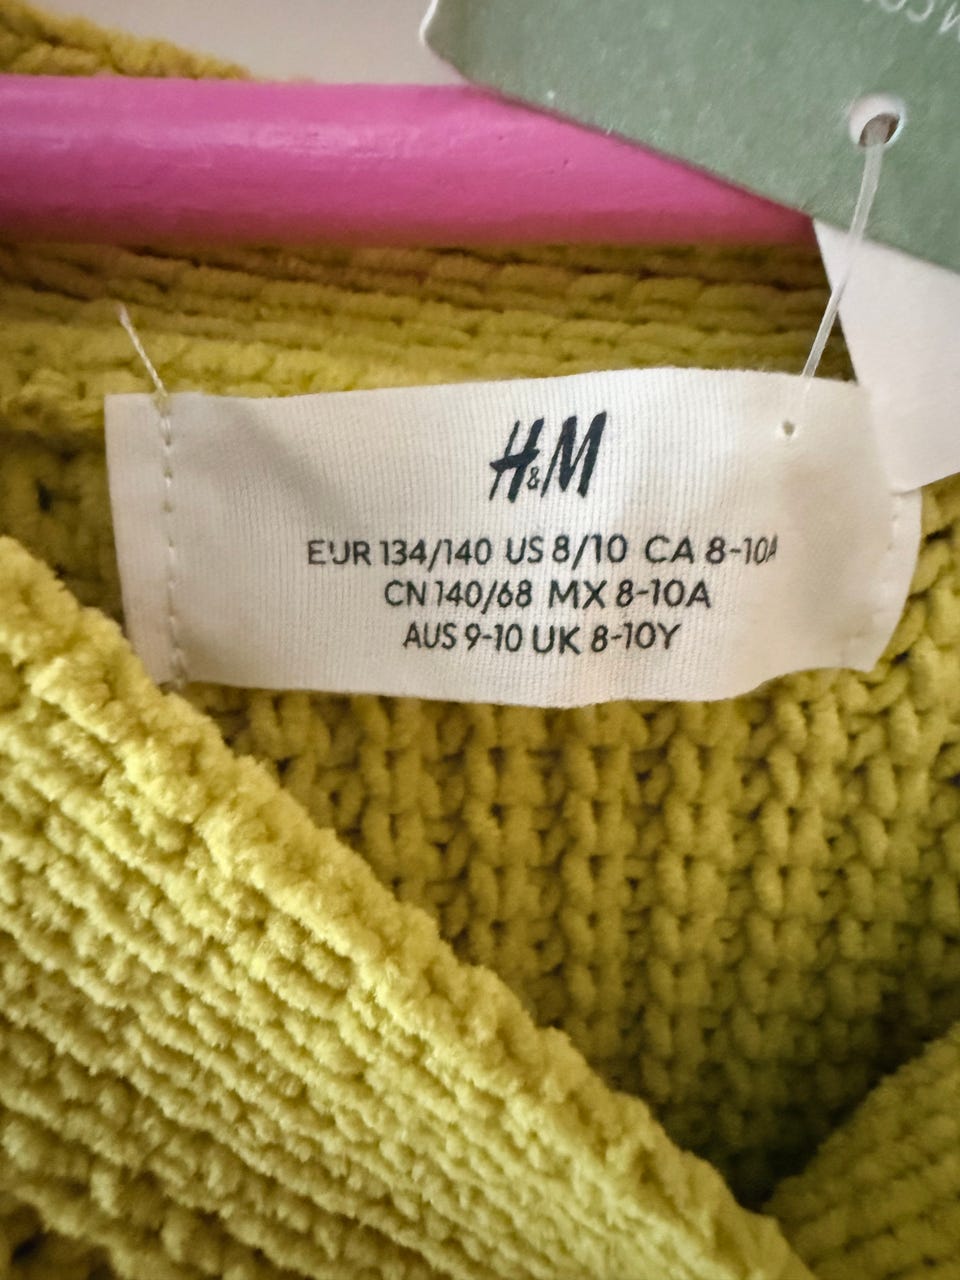 H&M
EUR 134/140 US 8/10 CA 8-10A
CN 140/68 MX 8-10A
AUS 9-10 UK 8-10Y